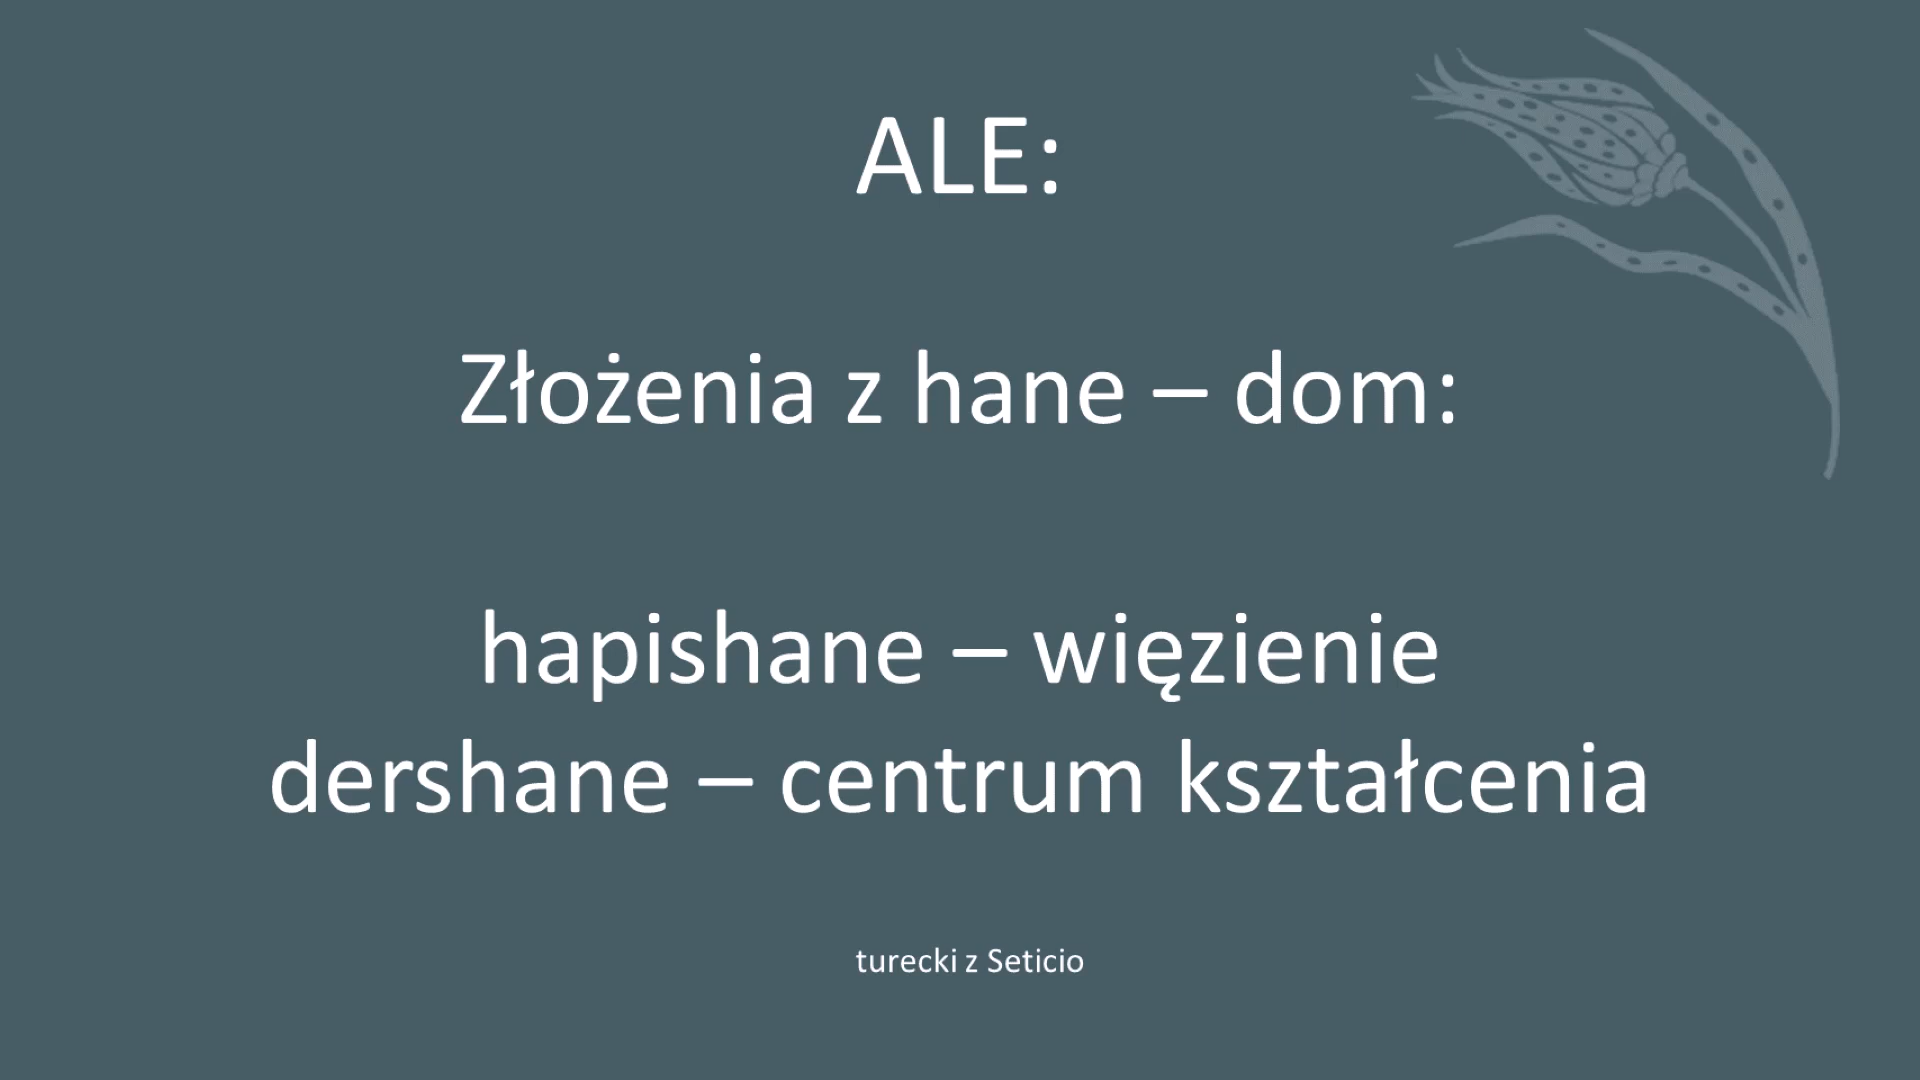 ALE:
Złożenia z hane – dom:
hapishane – więzienie
dershane – centrum kształcenia
turecki z Seticio